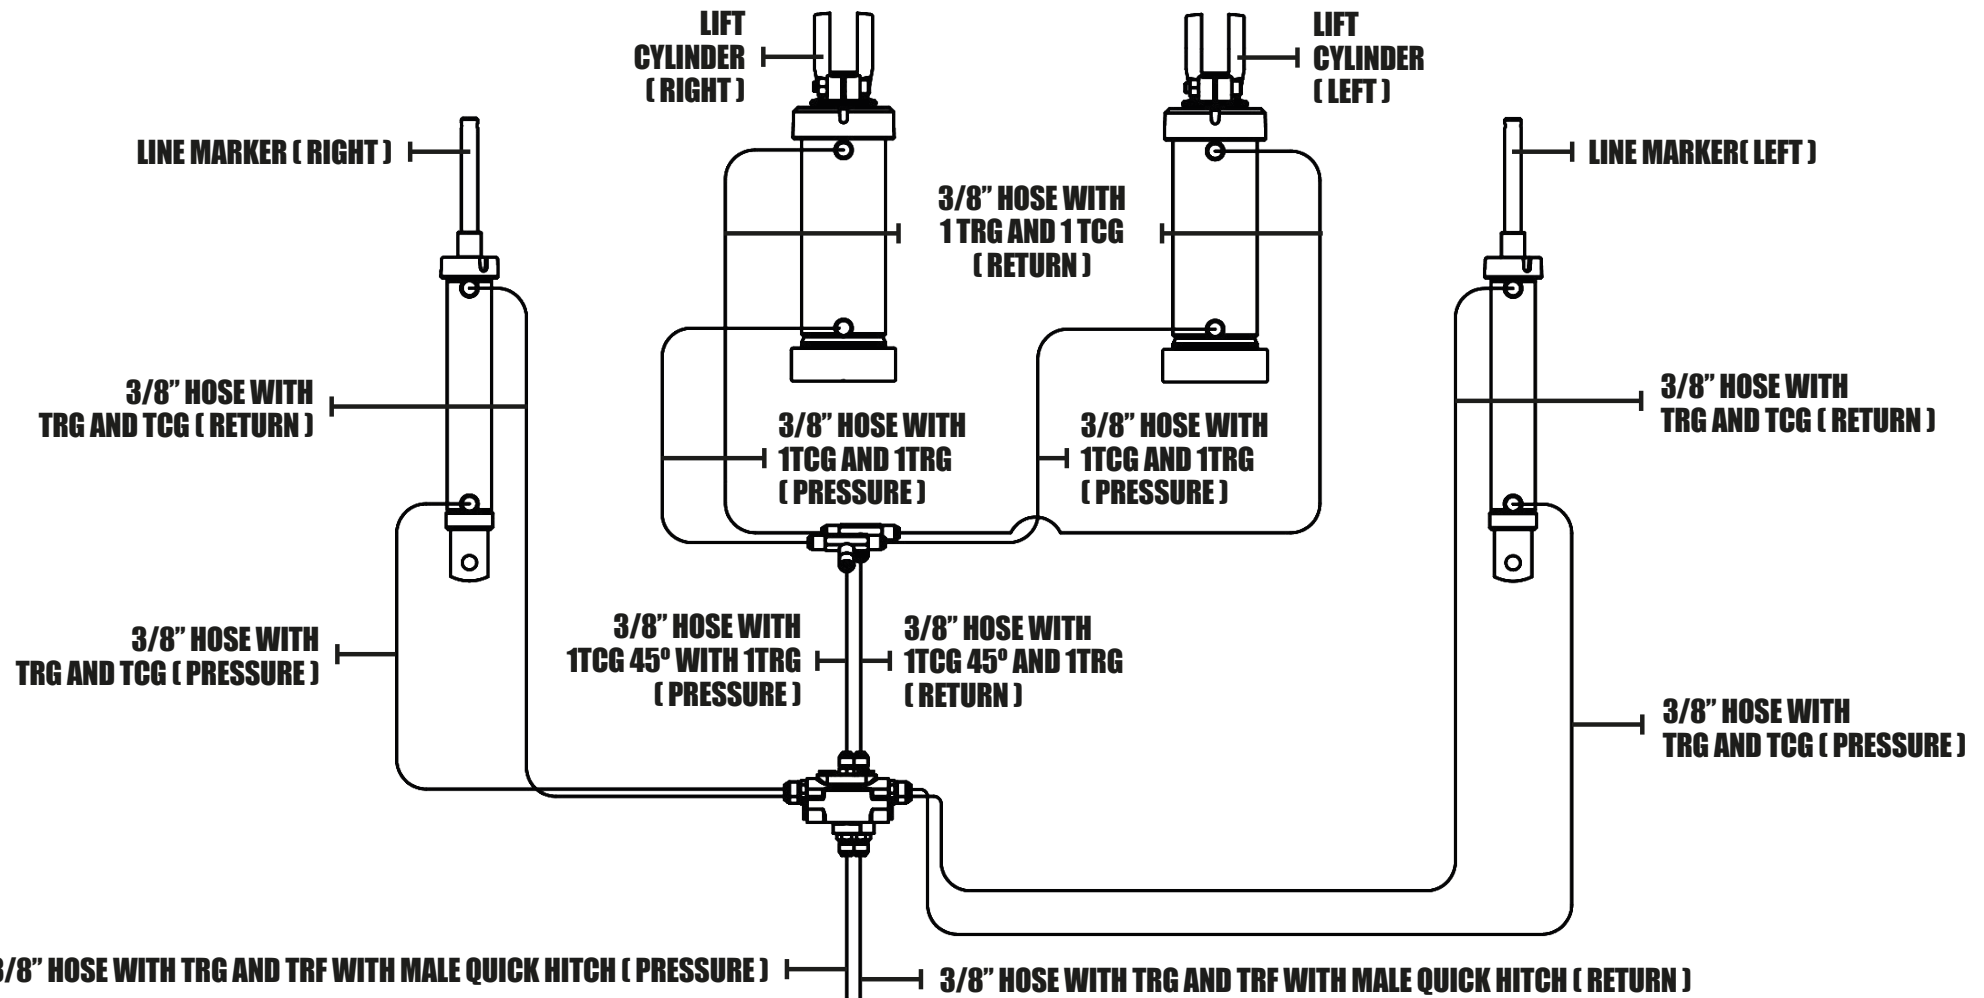 LIFT
CYLINDER
( RIGHT )
LIFT
CYLINDER
( LEFT )
LINE MARKER ( RIGHT )
LINE MARKER( LEFT )
3/8” HOSE WITH
1 TRG AND 1 TCG
( RETURN )
3/8” HOSE WITH
TRG AND TCG ( RETURN )
3/8” HOSE WITH
1TCG AND 1TRG
( PRESSURE )
3/8” HOSE WITH
1TCG AND 1TRG
( PRESSURE )
3/8” HOSE WITH
TRG AND TCG ( RETURN )
3/8” HOSE WITH
TRG AND TCG ( PRESSURE )
3/8” HOSE WITH
1TCG 45º WITH 1TRG
( PRESSURE )
3/8” HOSE WITH
1TCG 45º AND 1TRG
( RETURN )
3/8” HOSE WITH
TRG AND TCG ( PRESSURE )
3/8” HOSE WITH TRG AND TRF WITH MALE QUICK HITCH ( PRESSURE )
3/8” HOSE WITH TRG AND TRF WITH MALE QUICK HITCH ( RETURN )